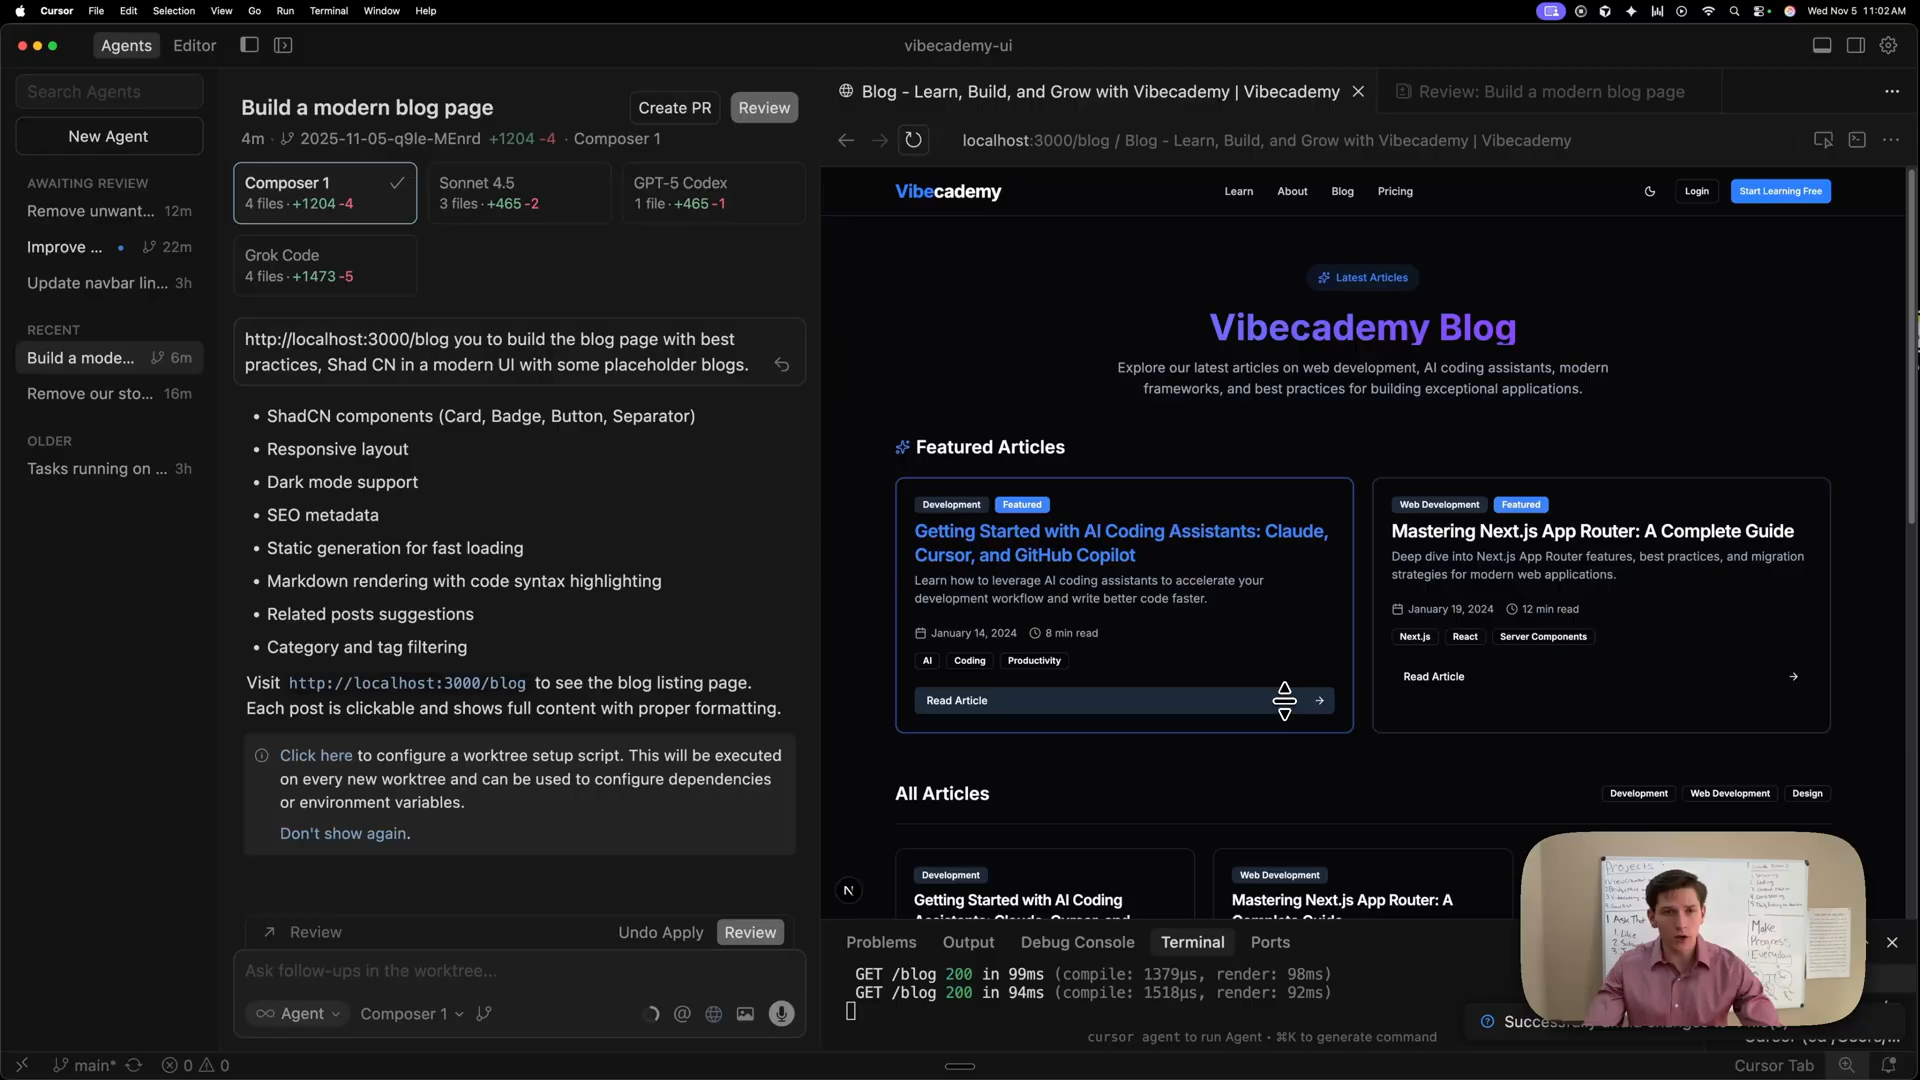 Cursor File Edit Selection View Go Run Terminal Window Help
Wed Nov 5 11:02 AM
Agents Editor
vibecademy-ui
Search Agents
New Agent
AWAITING REVIEW
Remove unwant... 12m
Improve ... 22m
Update navbar lin... 3h
RECENT
Build a mode... 6m
Remove our sto... 16m
OLDER
Tasks running on ... 3h
Build a modern blog page
Create PR
Review
4m · 2025-11-05-q9le-MEnrd +1204 -4 · Composer 1
Composer 1
4 files · +1204 -4
Sonnet 4.5
3 files · +465 -2
GPT-5 Codex
1 file · +465 -1
Grok Code
4 files · +1473 -5
http://localhost:3000/blog you to build the blog page with best
practices, Shad CN in a modern UI with some placeholder blogs.
• ShadCN components (Card, Badge, Button, Separator)
• Responsive layout
• Dark mode support
• SEO metadata
• Static generation for fast loading
• Markdown rendering with code syntax highlighting
• Related posts suggestions
• Category and tag filtering
Visit http://localhost:3000/blog to see the blog listing page.
Each post is clickable and shows full content with proper formatting.
Click here to configure a worktree setup script. This will be executed
on every new worktree and can be used to configure dependencies
or environment variables.
Don't show again.
Review
Undo Apply
Review
Ask follow-ups in the worktree...
Agent
Composer 1
main*
0 0
Blog - Learn, Build, and Grow with Vibecademy | Vibecademy
Review: Build a modern blog page
localhost:3000/blog / Blog - Learn, Build, and Grow with Vibecademy | Vibecademy
Vibecademy
Learn About Blog Pricing
Login
Start Learning Free
Latest Articles
Vibecademy Blog
Explore our latest articles on web development, AI coding assistants, modern
frameworks, and best practices for building exceptional applications.
Featured Articles
Development Featured
Getting Started with AI Coding Assistants: Claude,
Cursor, and GitHub Copilot
Learn how to leverage AI coding assistants to accelerate your
development workflow and write better code faster.
January 14, 2024 8 min read
AI Coding Productivity
Read Article
Web Development Featured
Mastering Next.js App Router: A Complete Guide
Deep dive into Next.js App Router features, best practices, and migration
strategies for modern web applications.
January 19, 2024 12 min read
Next.js React Server Components
Read Article
All Articles
Development Web Development Design
Development
Getting Started with AI Coding
Assistants: Claude, Cursor, and
Web Development
Mastering Next.js App Router: A
Complete Guide
N
Problems Output Debug Console Terminal Ports
GET /blog 200 in 99ms (compile: 1379µs, render: 98ms)
GET /blog 200 in 94ms (compile: 1518µs, render: 92ms)
cursor agent to run Agent · ⌘K to generate command
Projects
Ask That
Make
Progress
Everyday
Cursor Tab